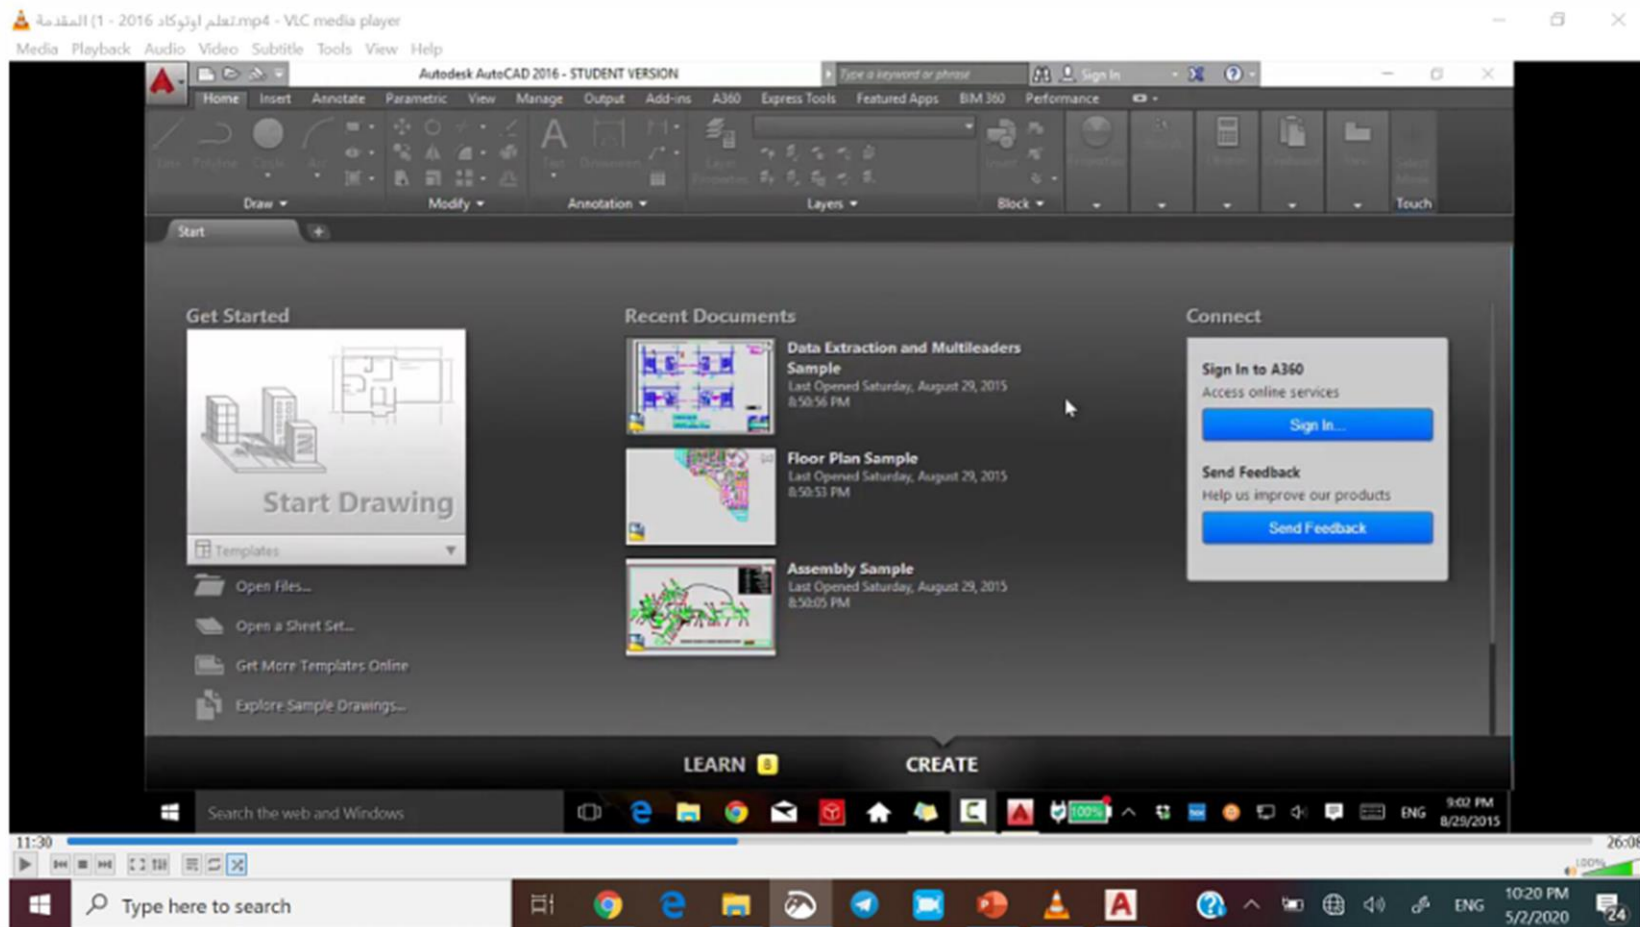 تعلم اوتوكاد 2016 - 1) المقدمة.mp4 - VLC media player
Media Playback Audio Video Subtitle Tools View Help
Autodesk AutoCAD 2016 - STUDENT VERSION
Type a keyword or phrase
Sign In
Home Insert Annotate Parametric View Manage Output Add-ins A360 Express Tools Featured Apps BIM 360 Performance
Draw Modify Annotation Layers Block Touch
Start
Get Started
Start Drawing
Templates
Open Files...
Open a Sheet Set...
Get More Templates Online
Explore Sample Drawings...
Recent Documents
Data Extraction and Multileaders
Sample
Last Opened Saturday, August 29, 2015
8:50:56 PM
Floor Plan Sample
Last Opened Saturday, August 29, 2015
8:50:53 PM
Assembly Sample
Last Opened Saturday, August 29, 2015
8:50:05 PM
Connect
Sign In to A360
Access online services
Sign In...
Send Feedback
Help us improve our products
Send Feedback
LEARN 8 CREATE
Search the web and Windows
100%
ENG
9:02 PM
8/29/2015
11:30
26:08
100%
Type here to search
ENG
10:20 PM
5/2/2020
24